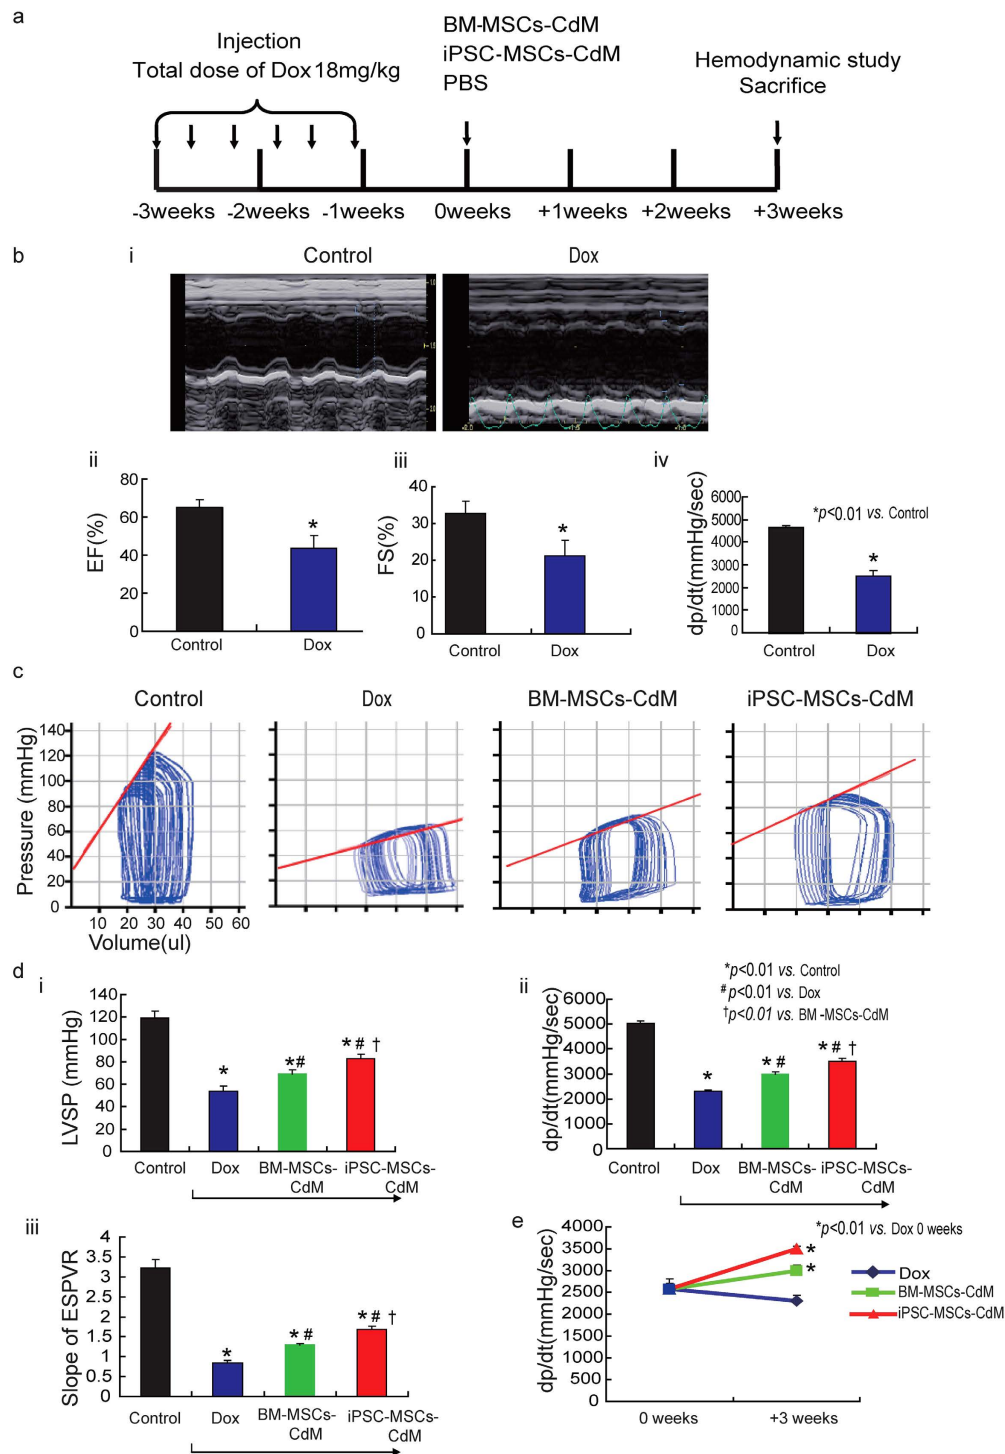 a
Injection
Total dose of Dox 18mg/kg
BM-MSCs-CdM
iPSC-MSCs-CdM
PBS
Hemodynamic study
Sacrifice
-3weeks -2weeks -1weeks 0weeks +1weeks +2weeks +3weeks
b
i
Control Dox
ii
EF(%)
80
60
40
20
0
Control Dox
*
iii
FS(%)
40
30
20
10
0
Control Dox
*
iv
dp/dt(mmHg/sec)
6000
5000
4000
3000
2000
1000
0
*p<0.01 vs. Control
*
Control Dox
c
Control Dox BM-MSCs-CdM iPSC-MSCs-CdM
Pressure (mmHg)
140
120
100
80
60
40
20
0
10 20 30 40 50 60
Volume(ul)
d
i
LVSP (mmHg)
140
120
100
80
60
40
20
0
* *# *# †
Control Dox BM-MSCs-CdM iPSC-MSCs-CdM
ii
*p<0.01 vs. Control
#p<0.01 vs. Dox
†p<0.01 vs. BM -MSCs-CdM
dp/dt(mmHg/sec)
6000
5000
4000
3000
2000
1000
0
* *# *# †
Control Dox BM-MSCs-CdM iPSC-MSCs-CdM
iii
Slope of ESPVR
4
3.5
3
2.5
2
1.5
1
0.5
0
* *# *# †
Control Dox BM-MSCs-CdM iPSC-MSCs-CdM
e
dp/dt(mmHg/sec)
4000
3500
3000
2500
2000
1500
1000
500
0
*p<0.01 vs. Dox 0 weeks
*
*
Dox
BM-MSCs-CdM
iPSC-MSCs-CdM
0 weeks +3 weeks